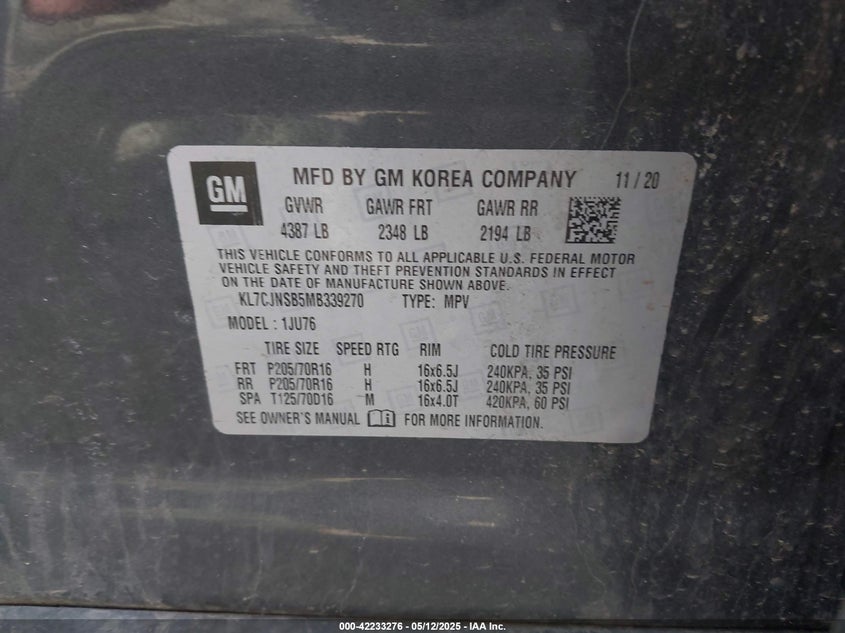 GM
MFD BY GM KOREA COMPANY 11 / 20
GVWR GAWR FRT GAWR RR
4387 LB 2348 LB 2194 LB
THIS VEHICLE CONFORMS TO ALL APPLICABLE U.S. FEDERAL MOTOR
VEHICLE SAFETY AND THEFT PREVENTION STANDARDS IN EFFECT
ON THE DATE OF MANUFACTURE SHOWN ABOVE.
KL7CJNSB5MB339270 TYPE: MPV
MODEL : 1JU76
TIRE SIZE SPEED RTG RIM COLD TIRE PRESSURE
FRT P205/70R16 H 16x6.5J 240KPA, 35 PSI
RR P205/70R16 H 16x6.5J 240KPA, 35 PSI
SPA T125/70D16 M 16x4.0T 420KPA, 60 PSI
SEE OWNER'S MANUAL FOR MORE INFORMATION.
000-42233276 - 05/12/2025 - IAA Inc.